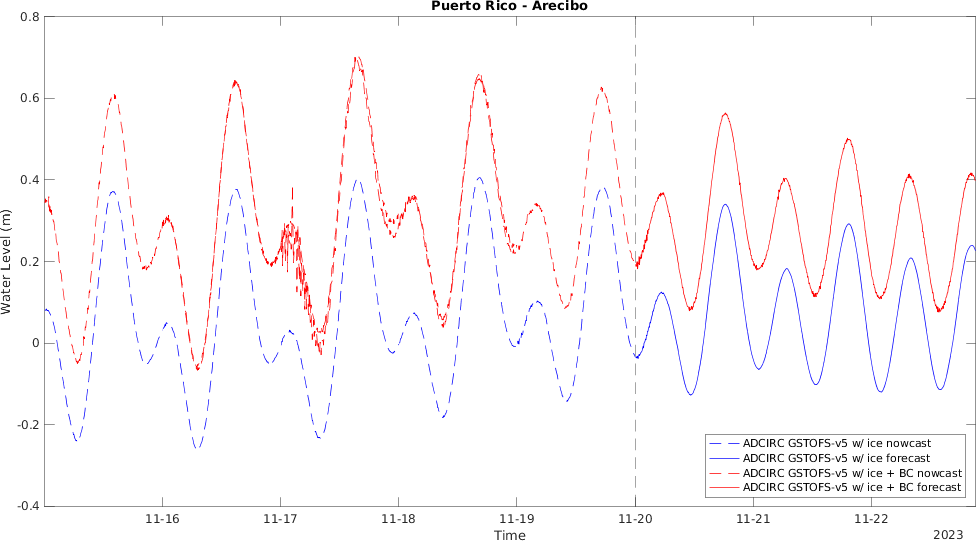 Puerto Rico - Arecibo
0.8
0.6
0.4
0.2
0
-0.2
-0.4
Water Level (m)
11-16
11-17
11-18
11-19
11-20
11-21
11-22
Time
2023
ADCIRC GSTOFS-v5 w/ ice nowcast
ADCIRC GSTOFS-v5 w/ ice forecast
ADCIRC GSTOFS-v5 w/ ice + BC nowcast
ADCIRC GSTOFS-v5 w/ ice + BC forecast